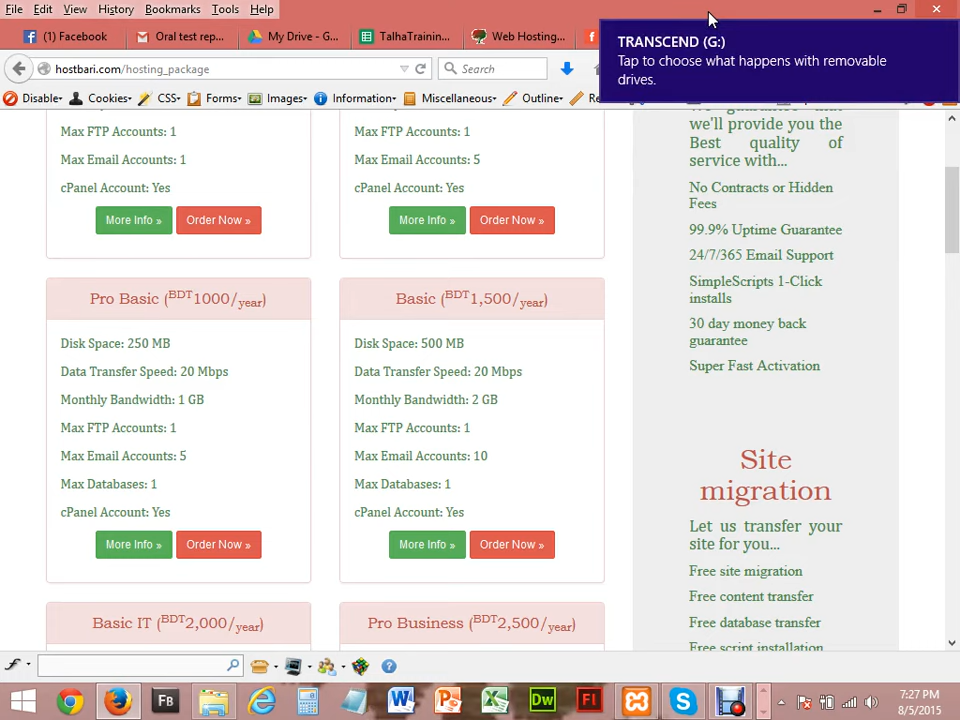 File Edit View History Bookmarks Tools Help
(1) Facebook Oral test rep... My Drive - G... TalhaTrainin... Web Hosting...
TRANSCEND (G:)
Tap to choose what happens with removable
drives.
hostbari.com/hosting_package Search
Disable Cookies CSS Forms Images Information Miscellaneous Outline
Max FTP Accounts: 1
Max Email Accounts: 1
cPanel Account: Yes
More Info » Order Now »
Max FTP Accounts: 1
Max Email Accounts: 5
cPanel Account: Yes
More Info » Order Now »
Pro Basic (BDT1000/year)
Disk Space: 250 MB
Data Transfer Speed: 20 Mbps
Monthly Bandwidth: 1 GB
Max FTP Accounts: 1
Max Email Accounts: 5
Max Databases: 1
cPanel Account: Yes
More Info » Order Now »
Basic (BDT1,500/year)
Disk Space: 500 MB
Data Transfer Speed: 20 Mbps
Monthly Bandwidth: 2 GB
Max FTP Accounts: 1
Max Email Accounts: 10
Max Databases: 1
cPanel Account: Yes
More Info » Order Now »
Basic IT (BDT2,000/year)
Pro Business (BDT2,500/year)
We guarantee that
we'll provide you the
Best quality of
service with...
No Contracts or Hidden
Fees
99.9% Uptime Guarantee
24/7/365 Email Support
SimpleScripts 1-Click
installs
30 day money back
guarantee
Super Fast Activation
Site
migration
Let us transfer your
site for you...
Free site migration
Free content transfer
Free database transfer
Free script installation
7:27 PM
8/5/2015